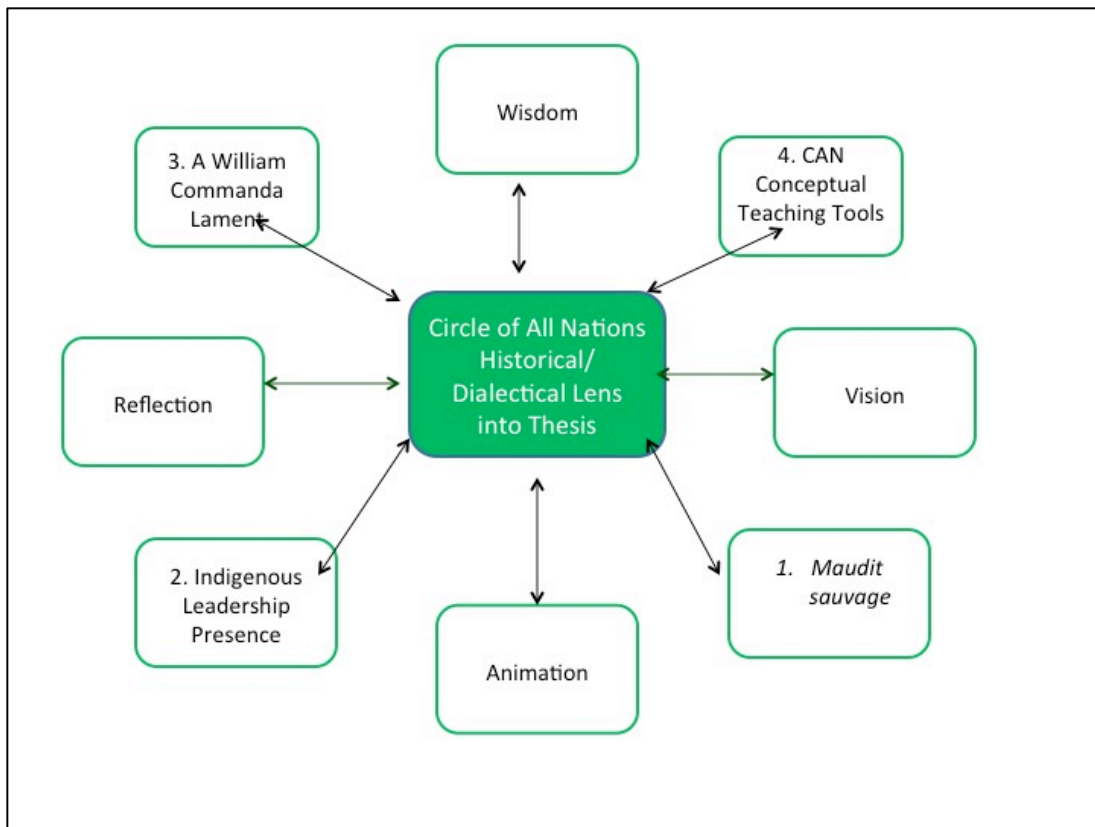 Wisdom
3. A William
Commanda
Lament
4. CAN
Conceptual
Teaching Tools
Circle of All Nations
Historical/
Dialectical Lens
into Thesis
Reflection
Vision
2. Indigenous
Leadership
Presence
Animation
1. Maudit
sauvage